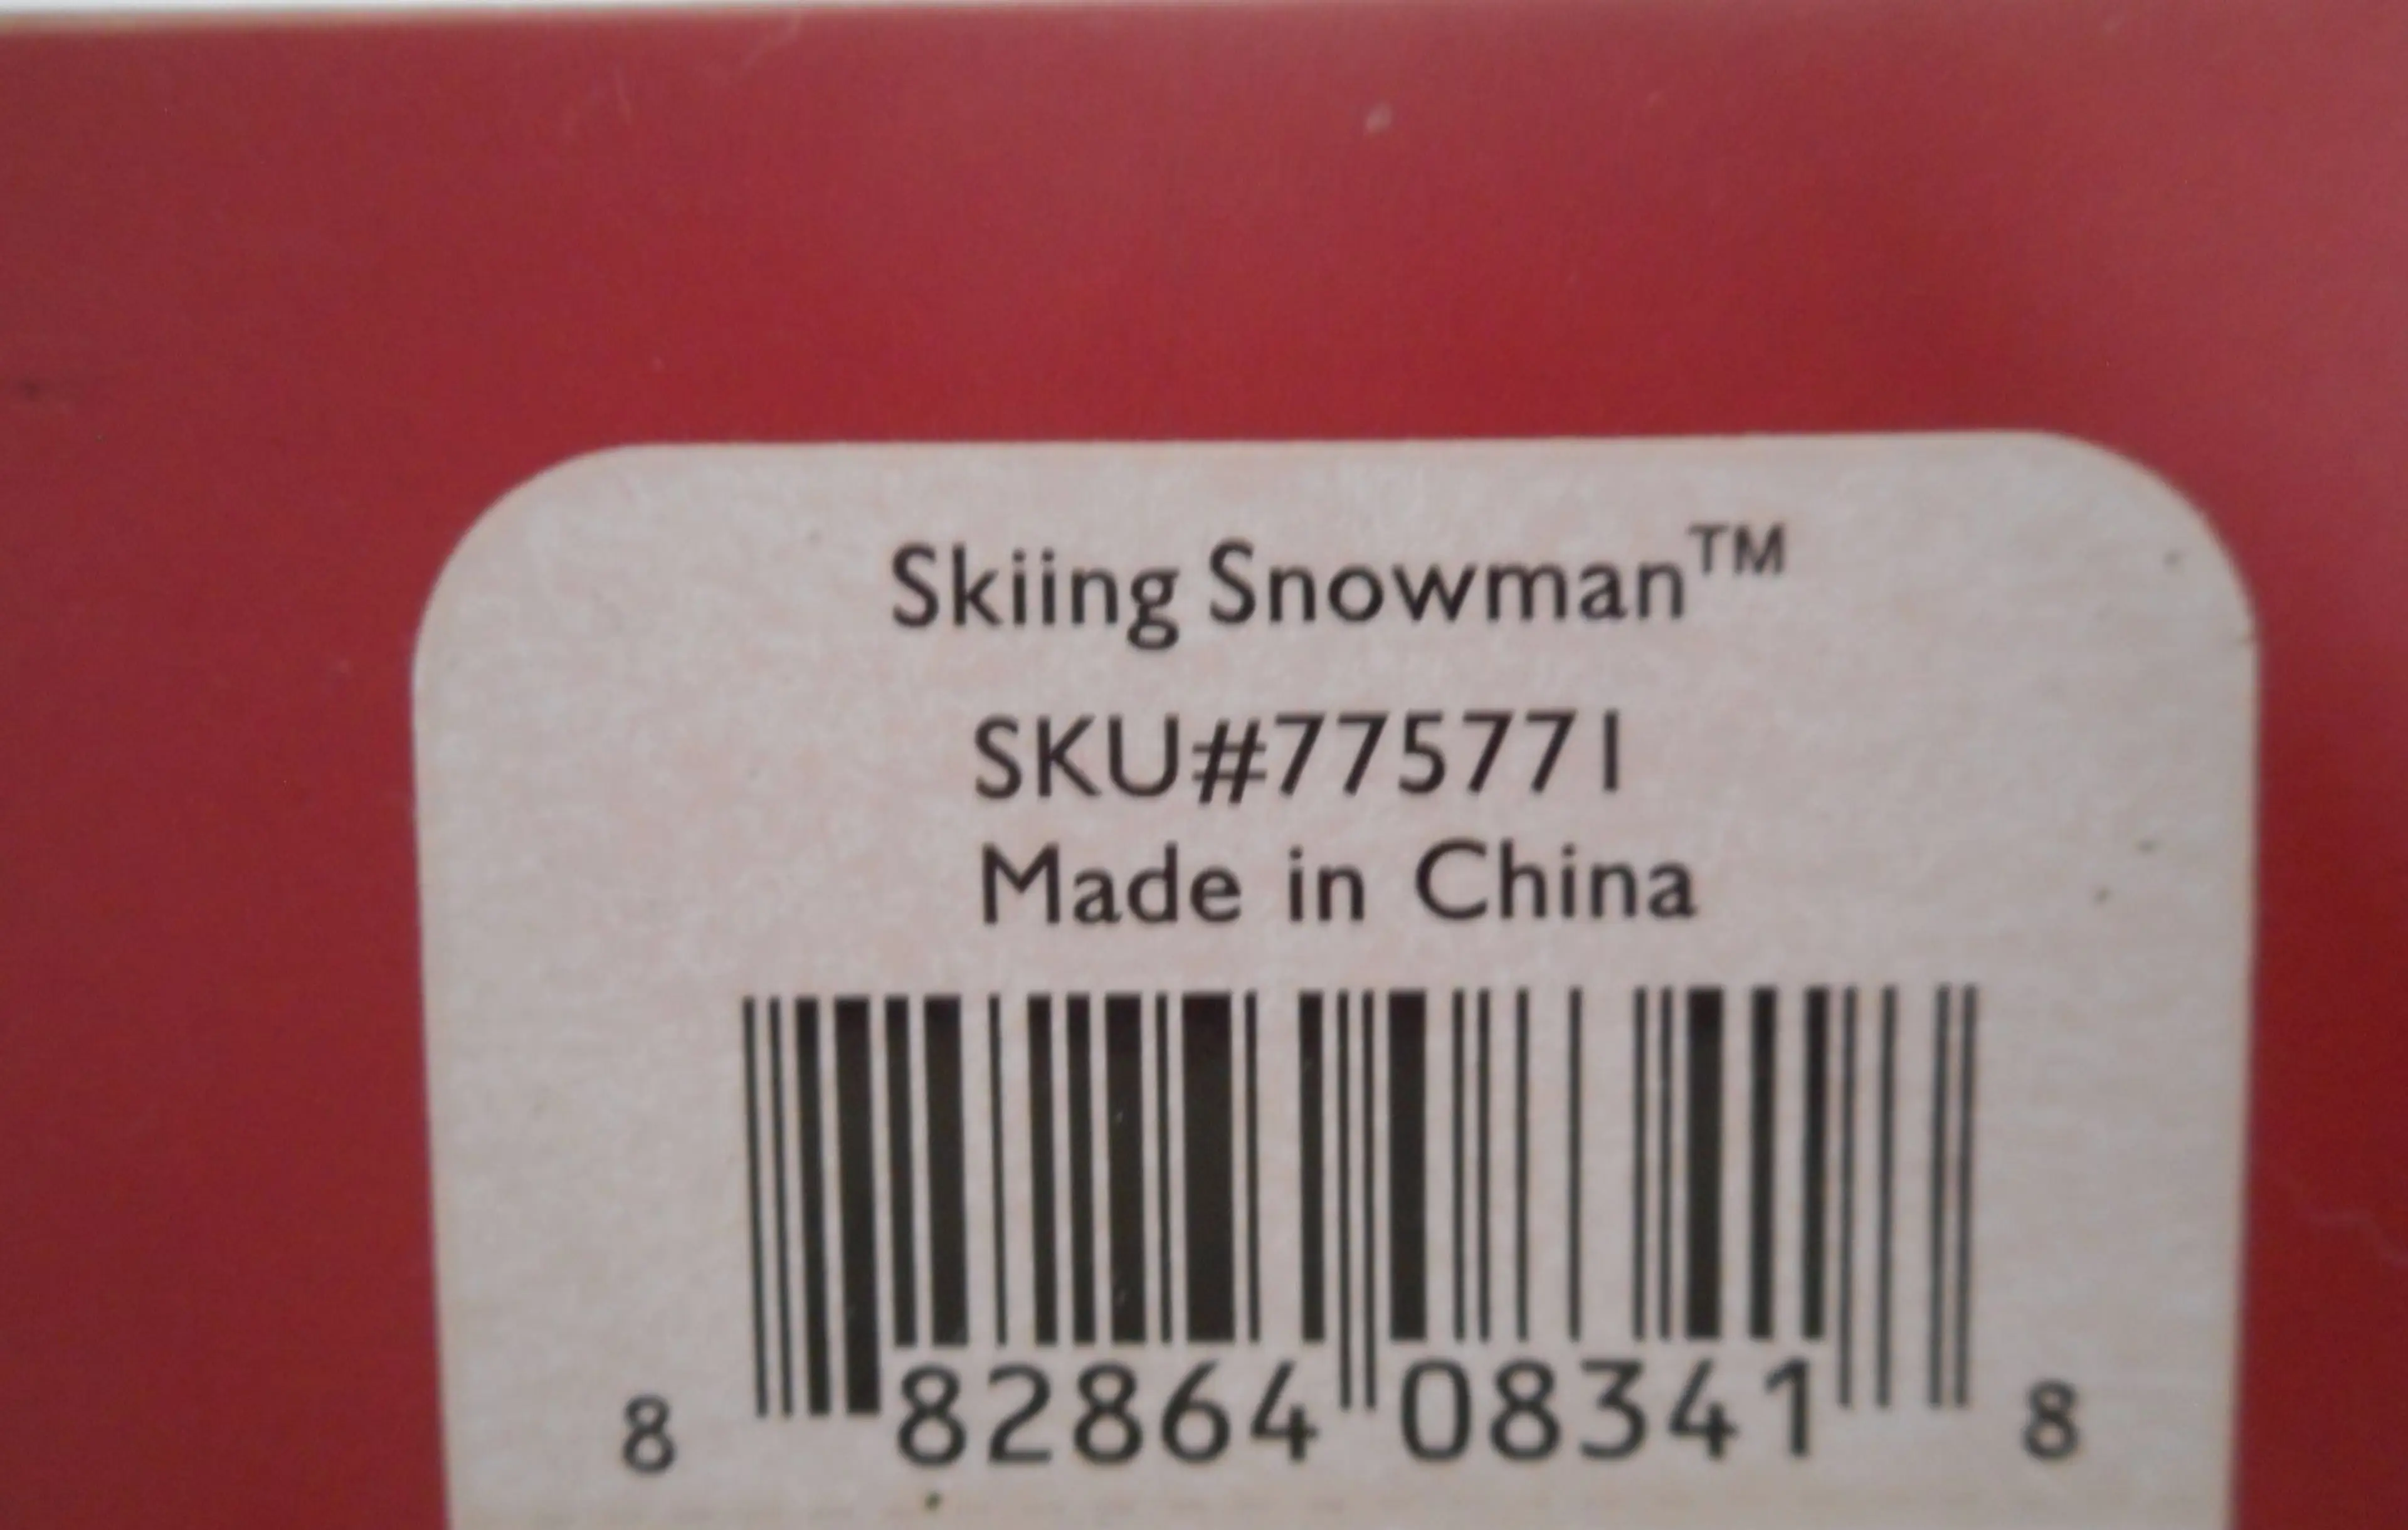 Skiing Snowman™
SKU#775771
Made in China
8 82864 08341 8